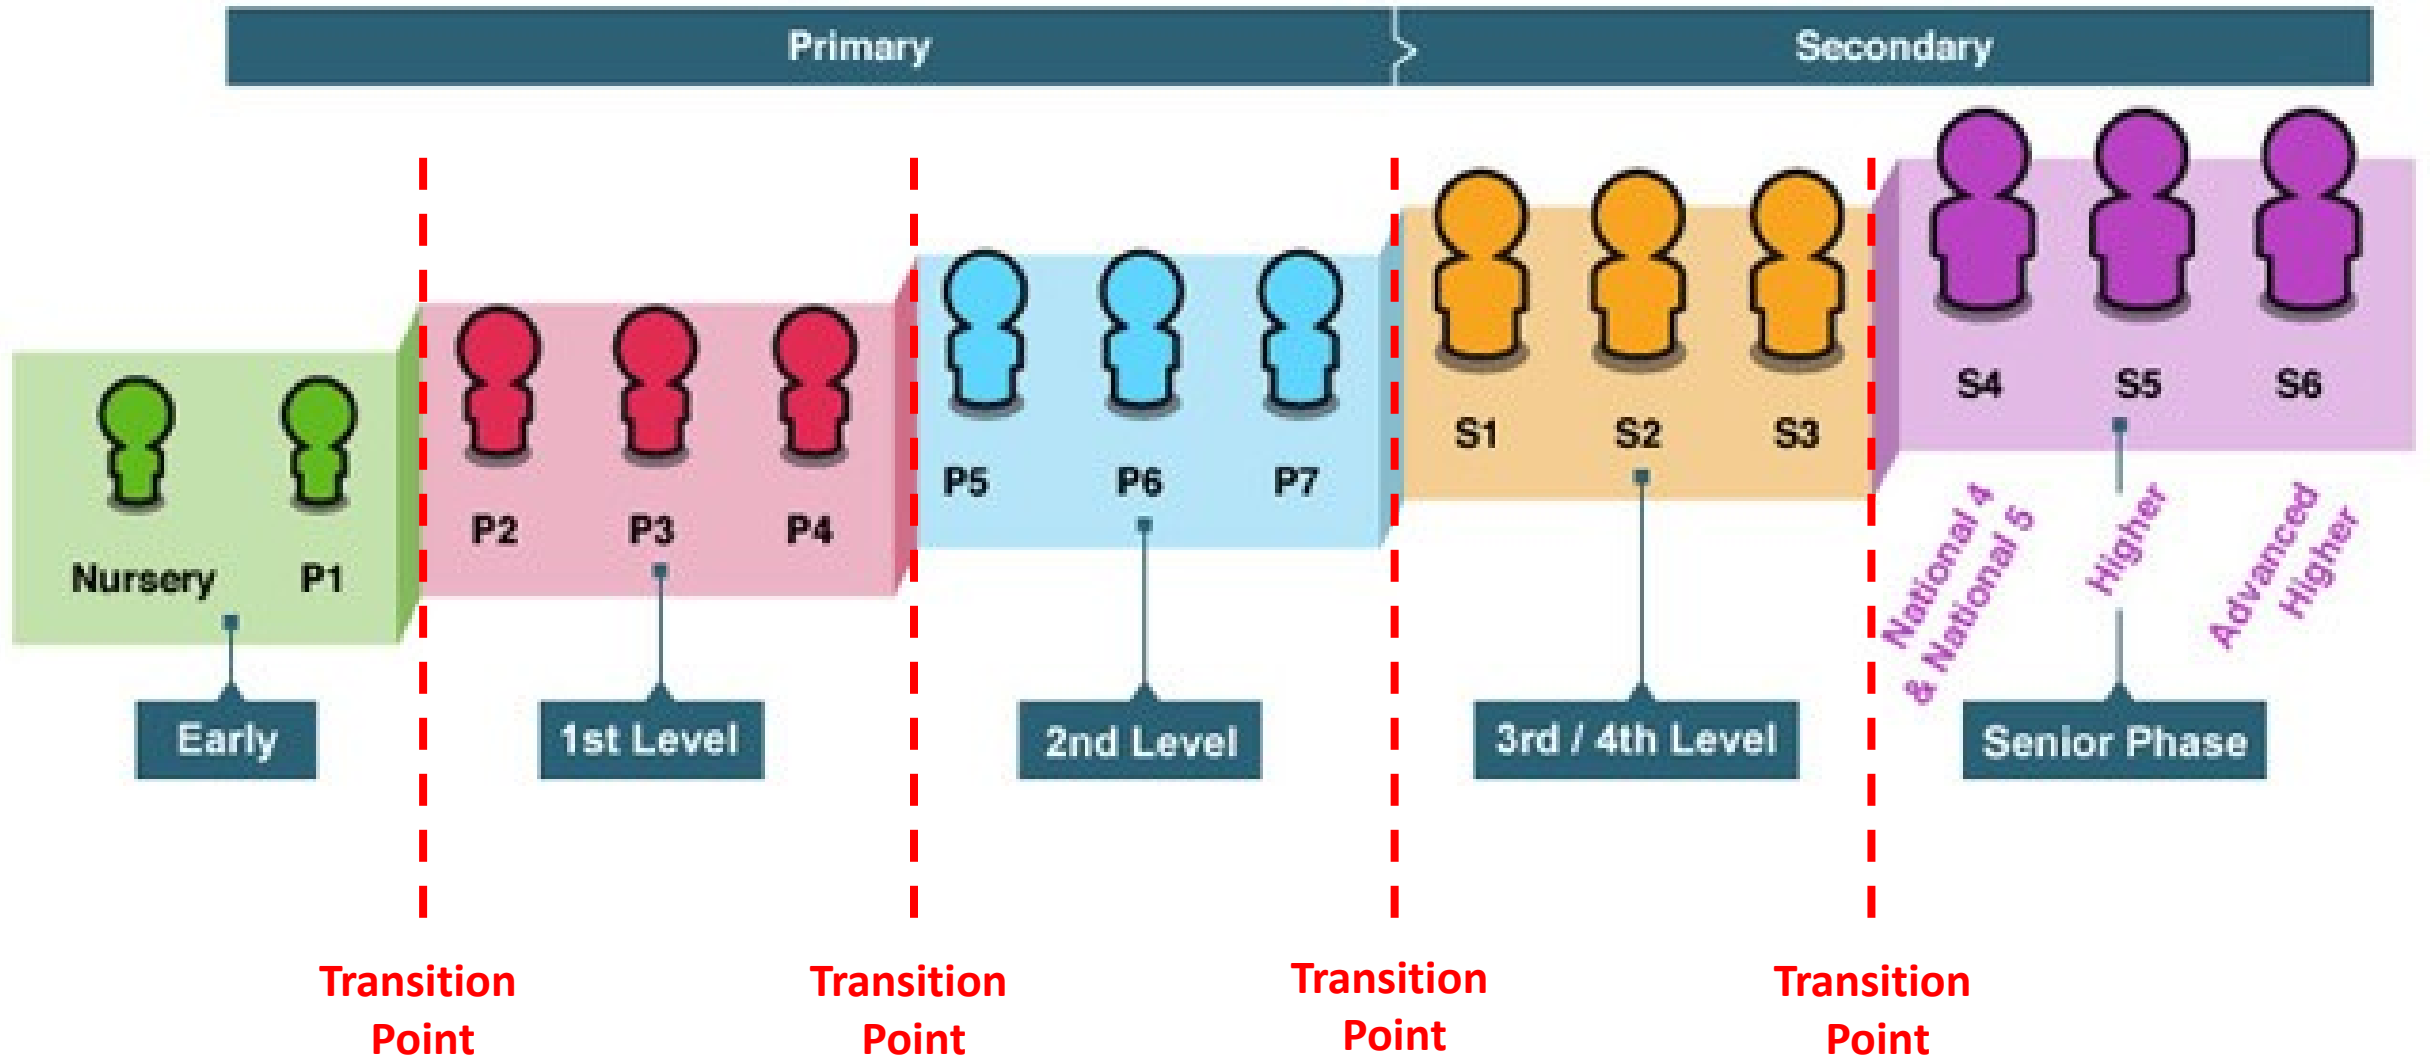 Primary
Secondary
Nursery
P1
P2
P3
P4
P5
P6
P7
S1
S2
S3
S4
S5
S6
National 4
& National 5
Higher
Advanced
Higher
Early
1st Level
2nd Level
3rd / 4th Level
Senior Phase
Transition
Point
Transition
Point
Transition
Point
Transition
Point